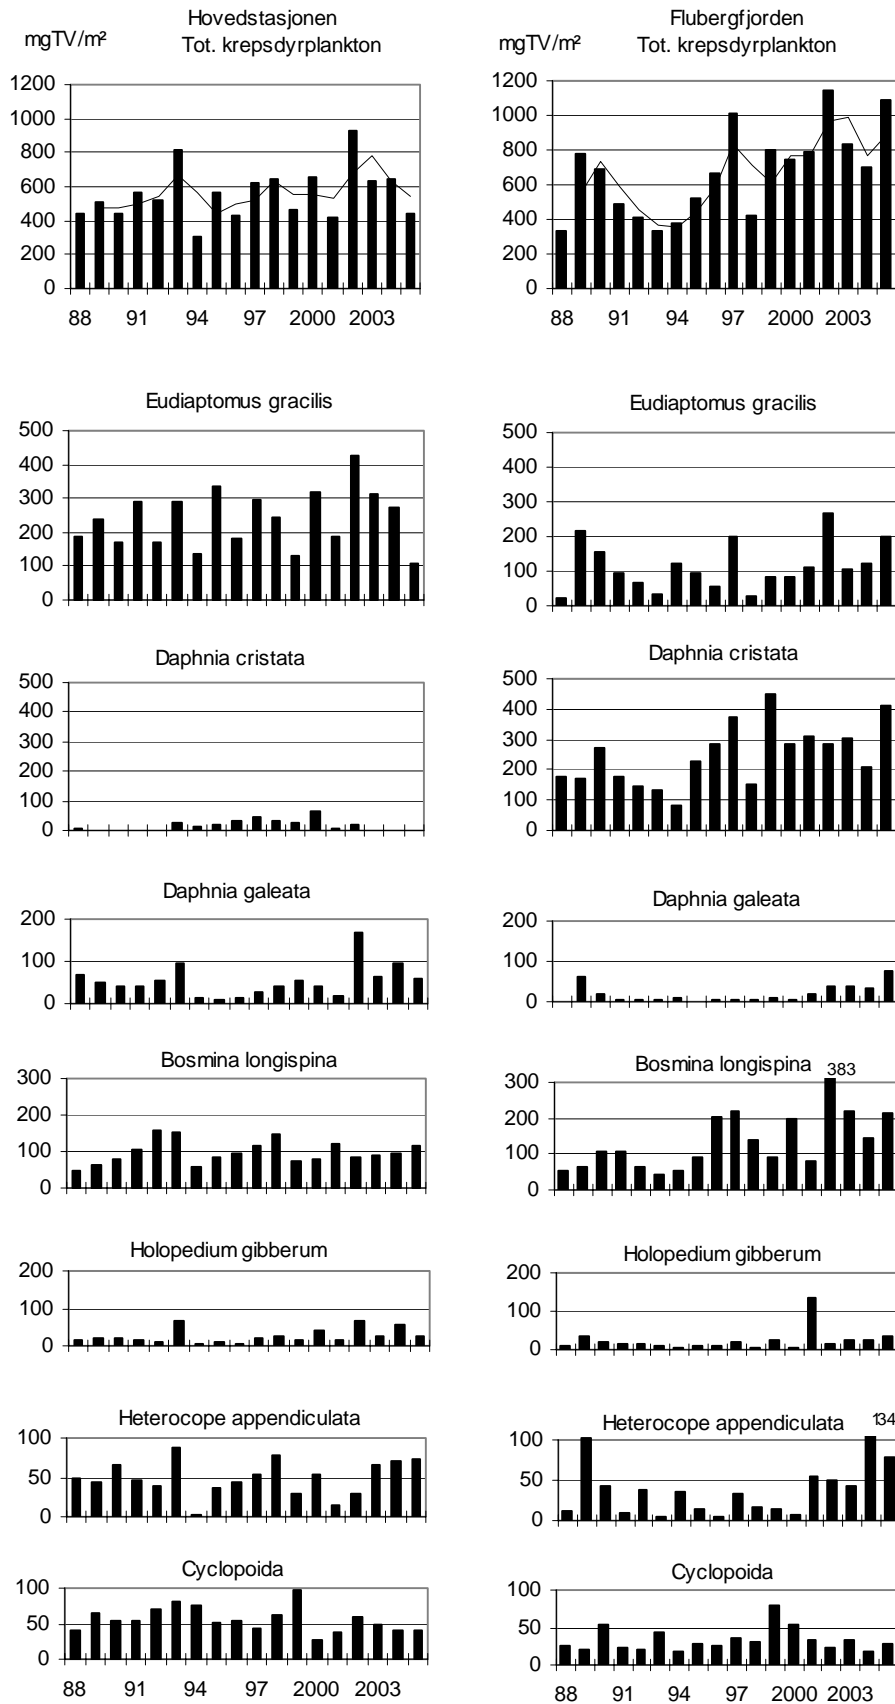 Hovedstasjonen
mgTV/m²
Tot. krepsdyrplankton
1200
1000
800
600
400
200
0
88 91 94 97 2000 2003
Eudiaptomus gracilis
500
400
300
200
100
0
Daphnia cristata
500
400
300
200
100
0
Daphnia galeata
200
100
0
Bosmina longispina
300
200
100
0
Holopedium gibberum
200
100
0
Heterocope appendiculata
100
50
0
Cyclopoida
100
50
0
88 91 94 97 2000 2003
Flubergfjorden
mgTV/m²
Tot. krepsdyrplankton
1200
1000
800
600
400
200
0
88 91 94 97 2000 2003
Eudiaptomus gracilis
500
400
300
200
100
0
Daphnia cristata
500
400
300
200
100
0
Daphnia galeata
200
100
0
Bosmina longispina 383
300
200
100
0
Holopedium gibberum
200
100
0
Heterocope appendiculata 134
100
50
0
Cyclopoida
100
50
0
88 91 94 97 2000 2003